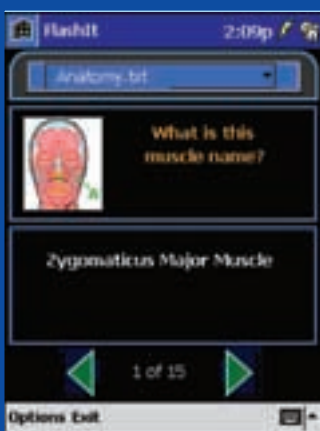 FlashIt 2:09p
Anatomy.txt
What is this
muscle name?
A
Zygomaticus Major Muscle
1 of 15
Options Exit